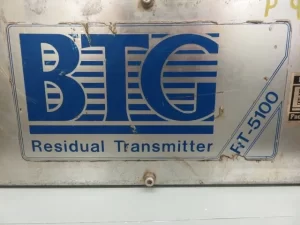 BTG
Residual Transmitter
RT-5100